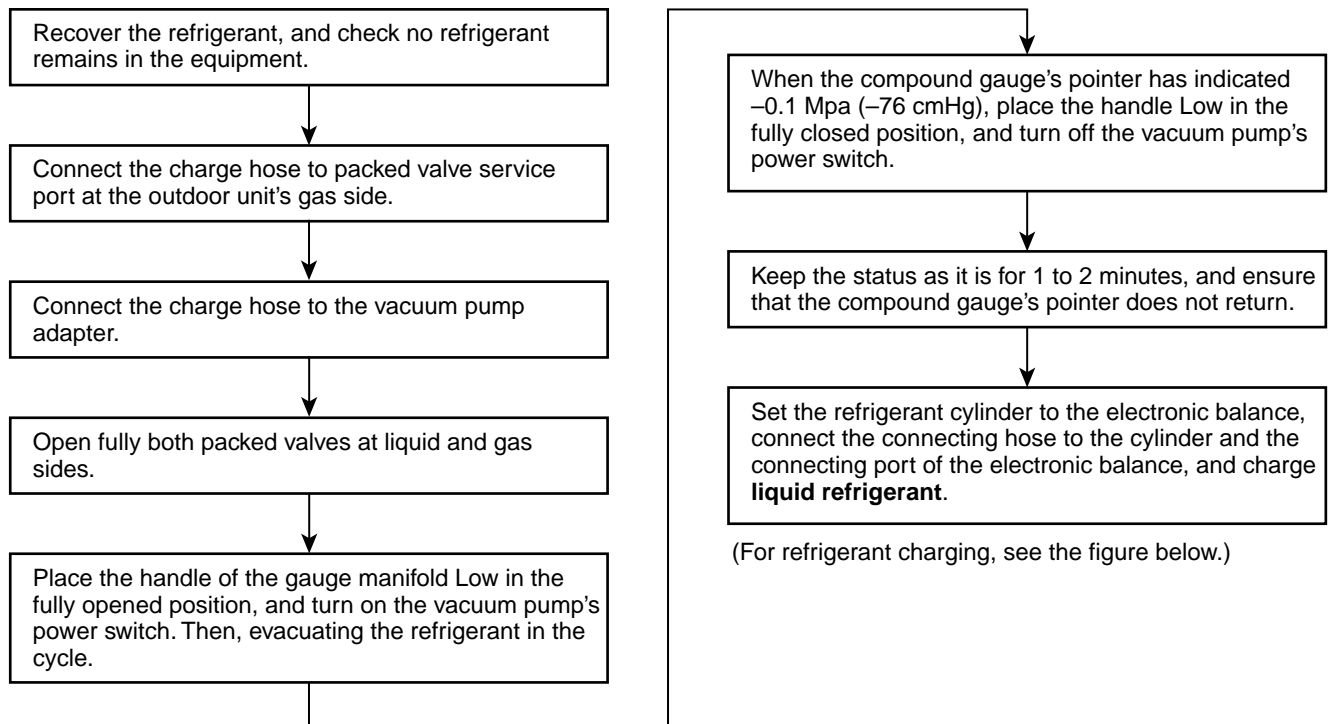 Recover the refrigerant, and check no refrigerant
remains in the equipment.
Connect the charge hose to packed valve service
port at the outdoor unit's gas side.
Connect the charge hose to the vacuum pump
adapter.
Open fully both packed valves at liquid and gas
sides.
Place the handle of the gauge manifold Low in the
fully opened position, and turn on the vacuum pump's
power switch. Then, evacuating the refrigerant in the
cycle.
When the compound gauge's pointer has indicated
–0.1 Mpa (–76 cmHg), place the handle Low in the
fully closed position, and turn off the vacuum pump's
power switch.
Keep the status as it is for 1 to 2 minutes, and ensure
that the compound gauge's pointer does not return.
Set the refrigerant cylinder to the electronic balance,
connect the connecting hose to the cylinder and the
connecting port of the electronic balance, and charge
liquid refrigerant.
(For refrigerant charging, see the figure below.)